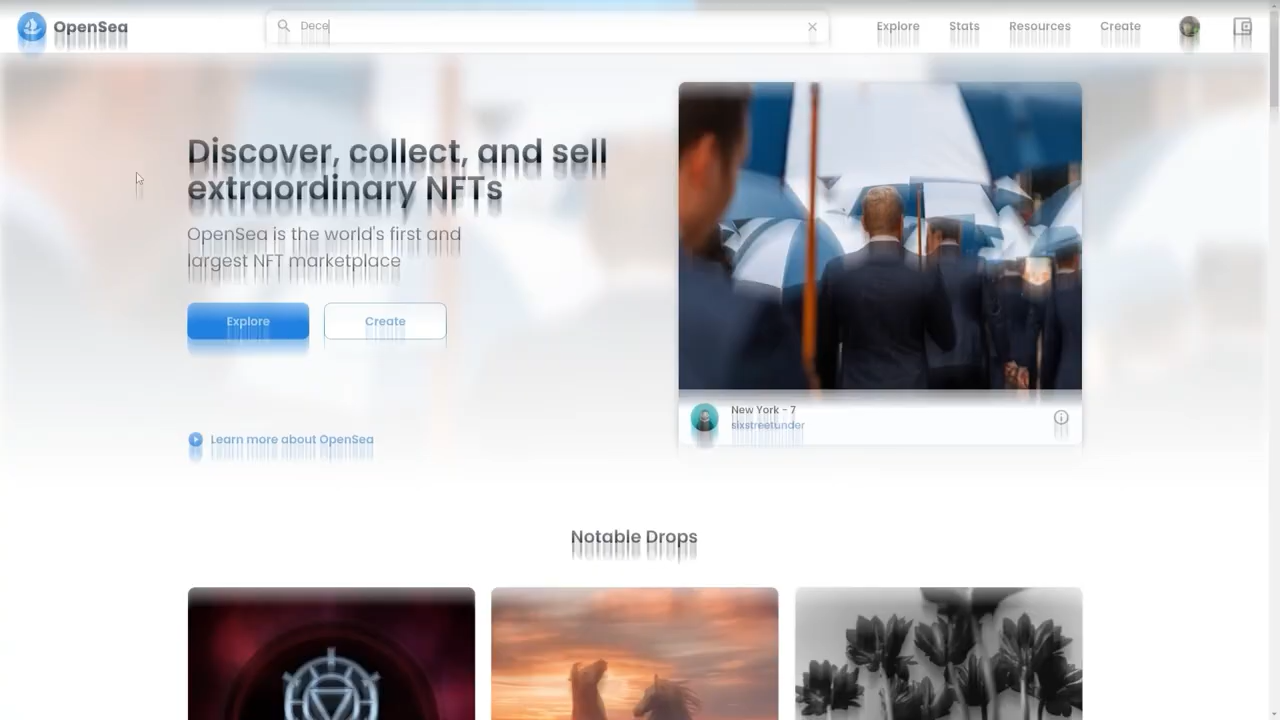 OpenSea
Dece
Explore
Stats
Resources
Create
Discover, collect, and sell
extraordinary NFTs
OpenSea is the world's first and
largest NFT marketplace
Explore
Create
Learn more about OpenSea
New York - 7
sixstreetunder
Notable Drops